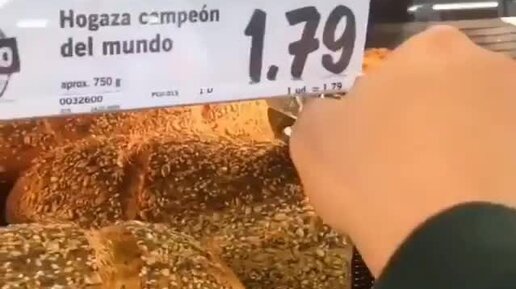 Hogaza campeón
del mundo
1.79
aprox. 750 g
0032600
1 ud. = 1.79